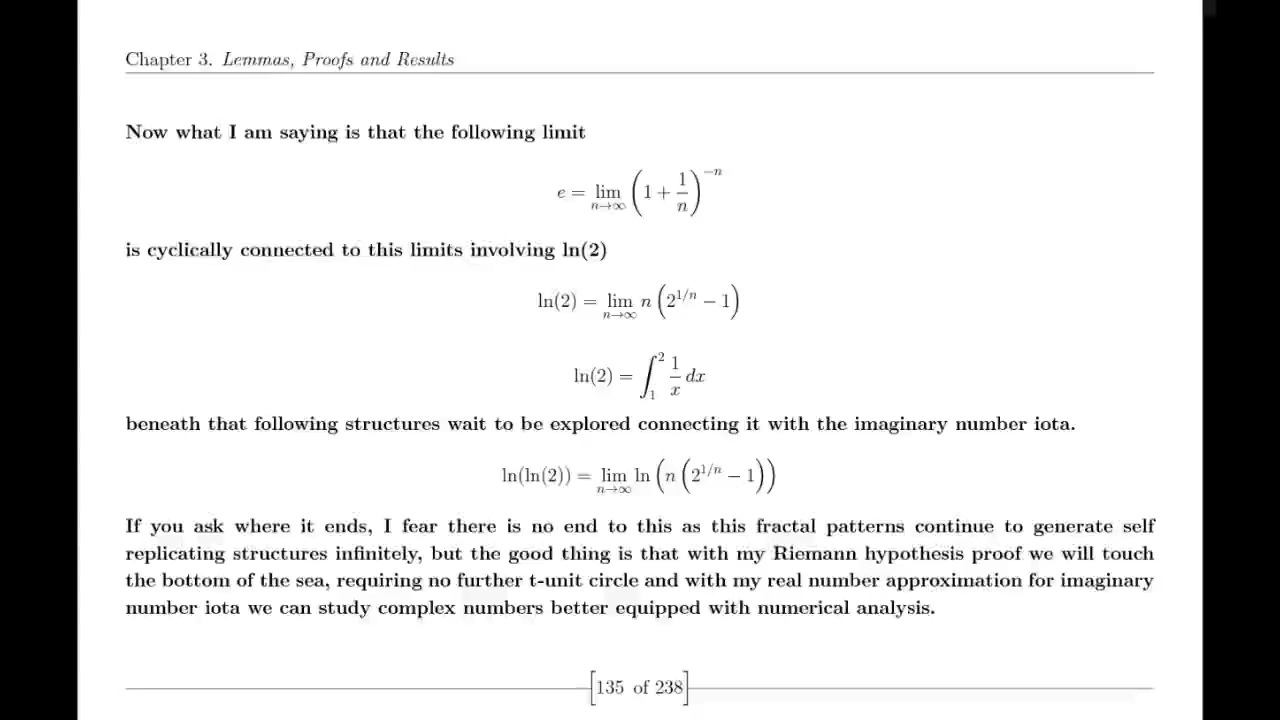 Chapter 3. Lemmas, Proofs and Results
Now what I am saying is that the following limit
e = lim_{n→∞} (1 + 1/n)^{−n}
is cyclically connected to this limits involving ln(2)
ln(2) = lim_{n→∞} n (2^{1/n} − 1)
ln(2) = ∫_1^2 1/x dx
beneath that following structures wait to be explored connecting it with the imaginary number iota.
ln(ln(2)) = lim_{n→∞} ln (n (2^{1/n} − 1))
If you ask where it ends, I fear there is no end to this as this fractal patterns continue to generate self
replicating structures infinitely, but the good thing is that with my Riemann hypothesis proof we will touch
the bottom of the sea, requiring no further t-unit circle and with my real number approximation for imaginary
number iota we can study complex numbers better equipped with numerical analysis.
[135 of 238]